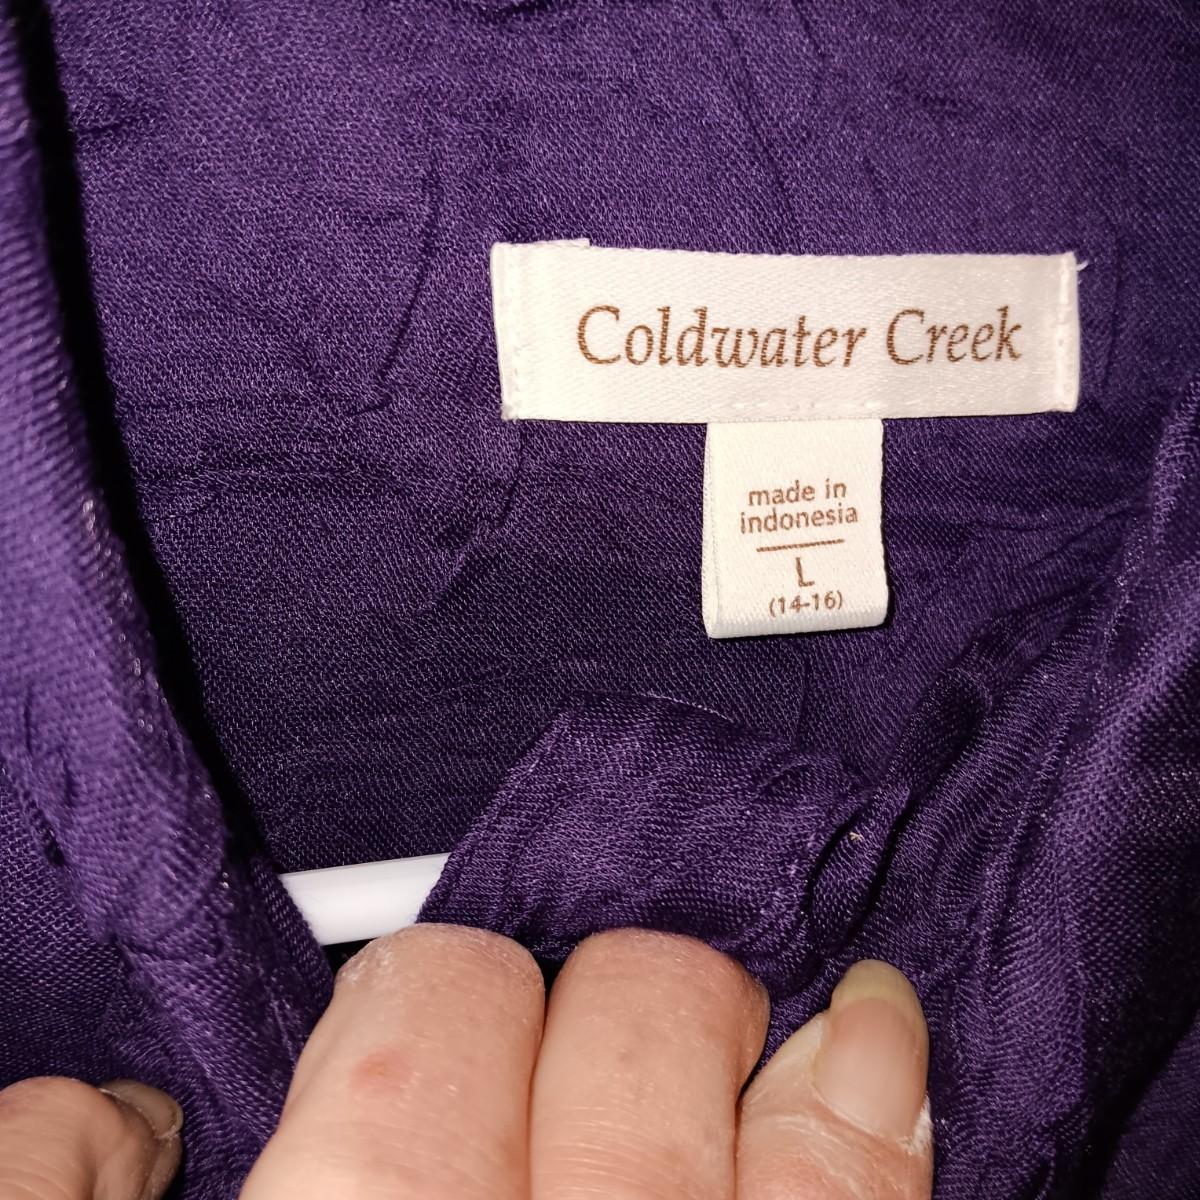 Coldwater Creek
made in
indonesia
L
(14-16)